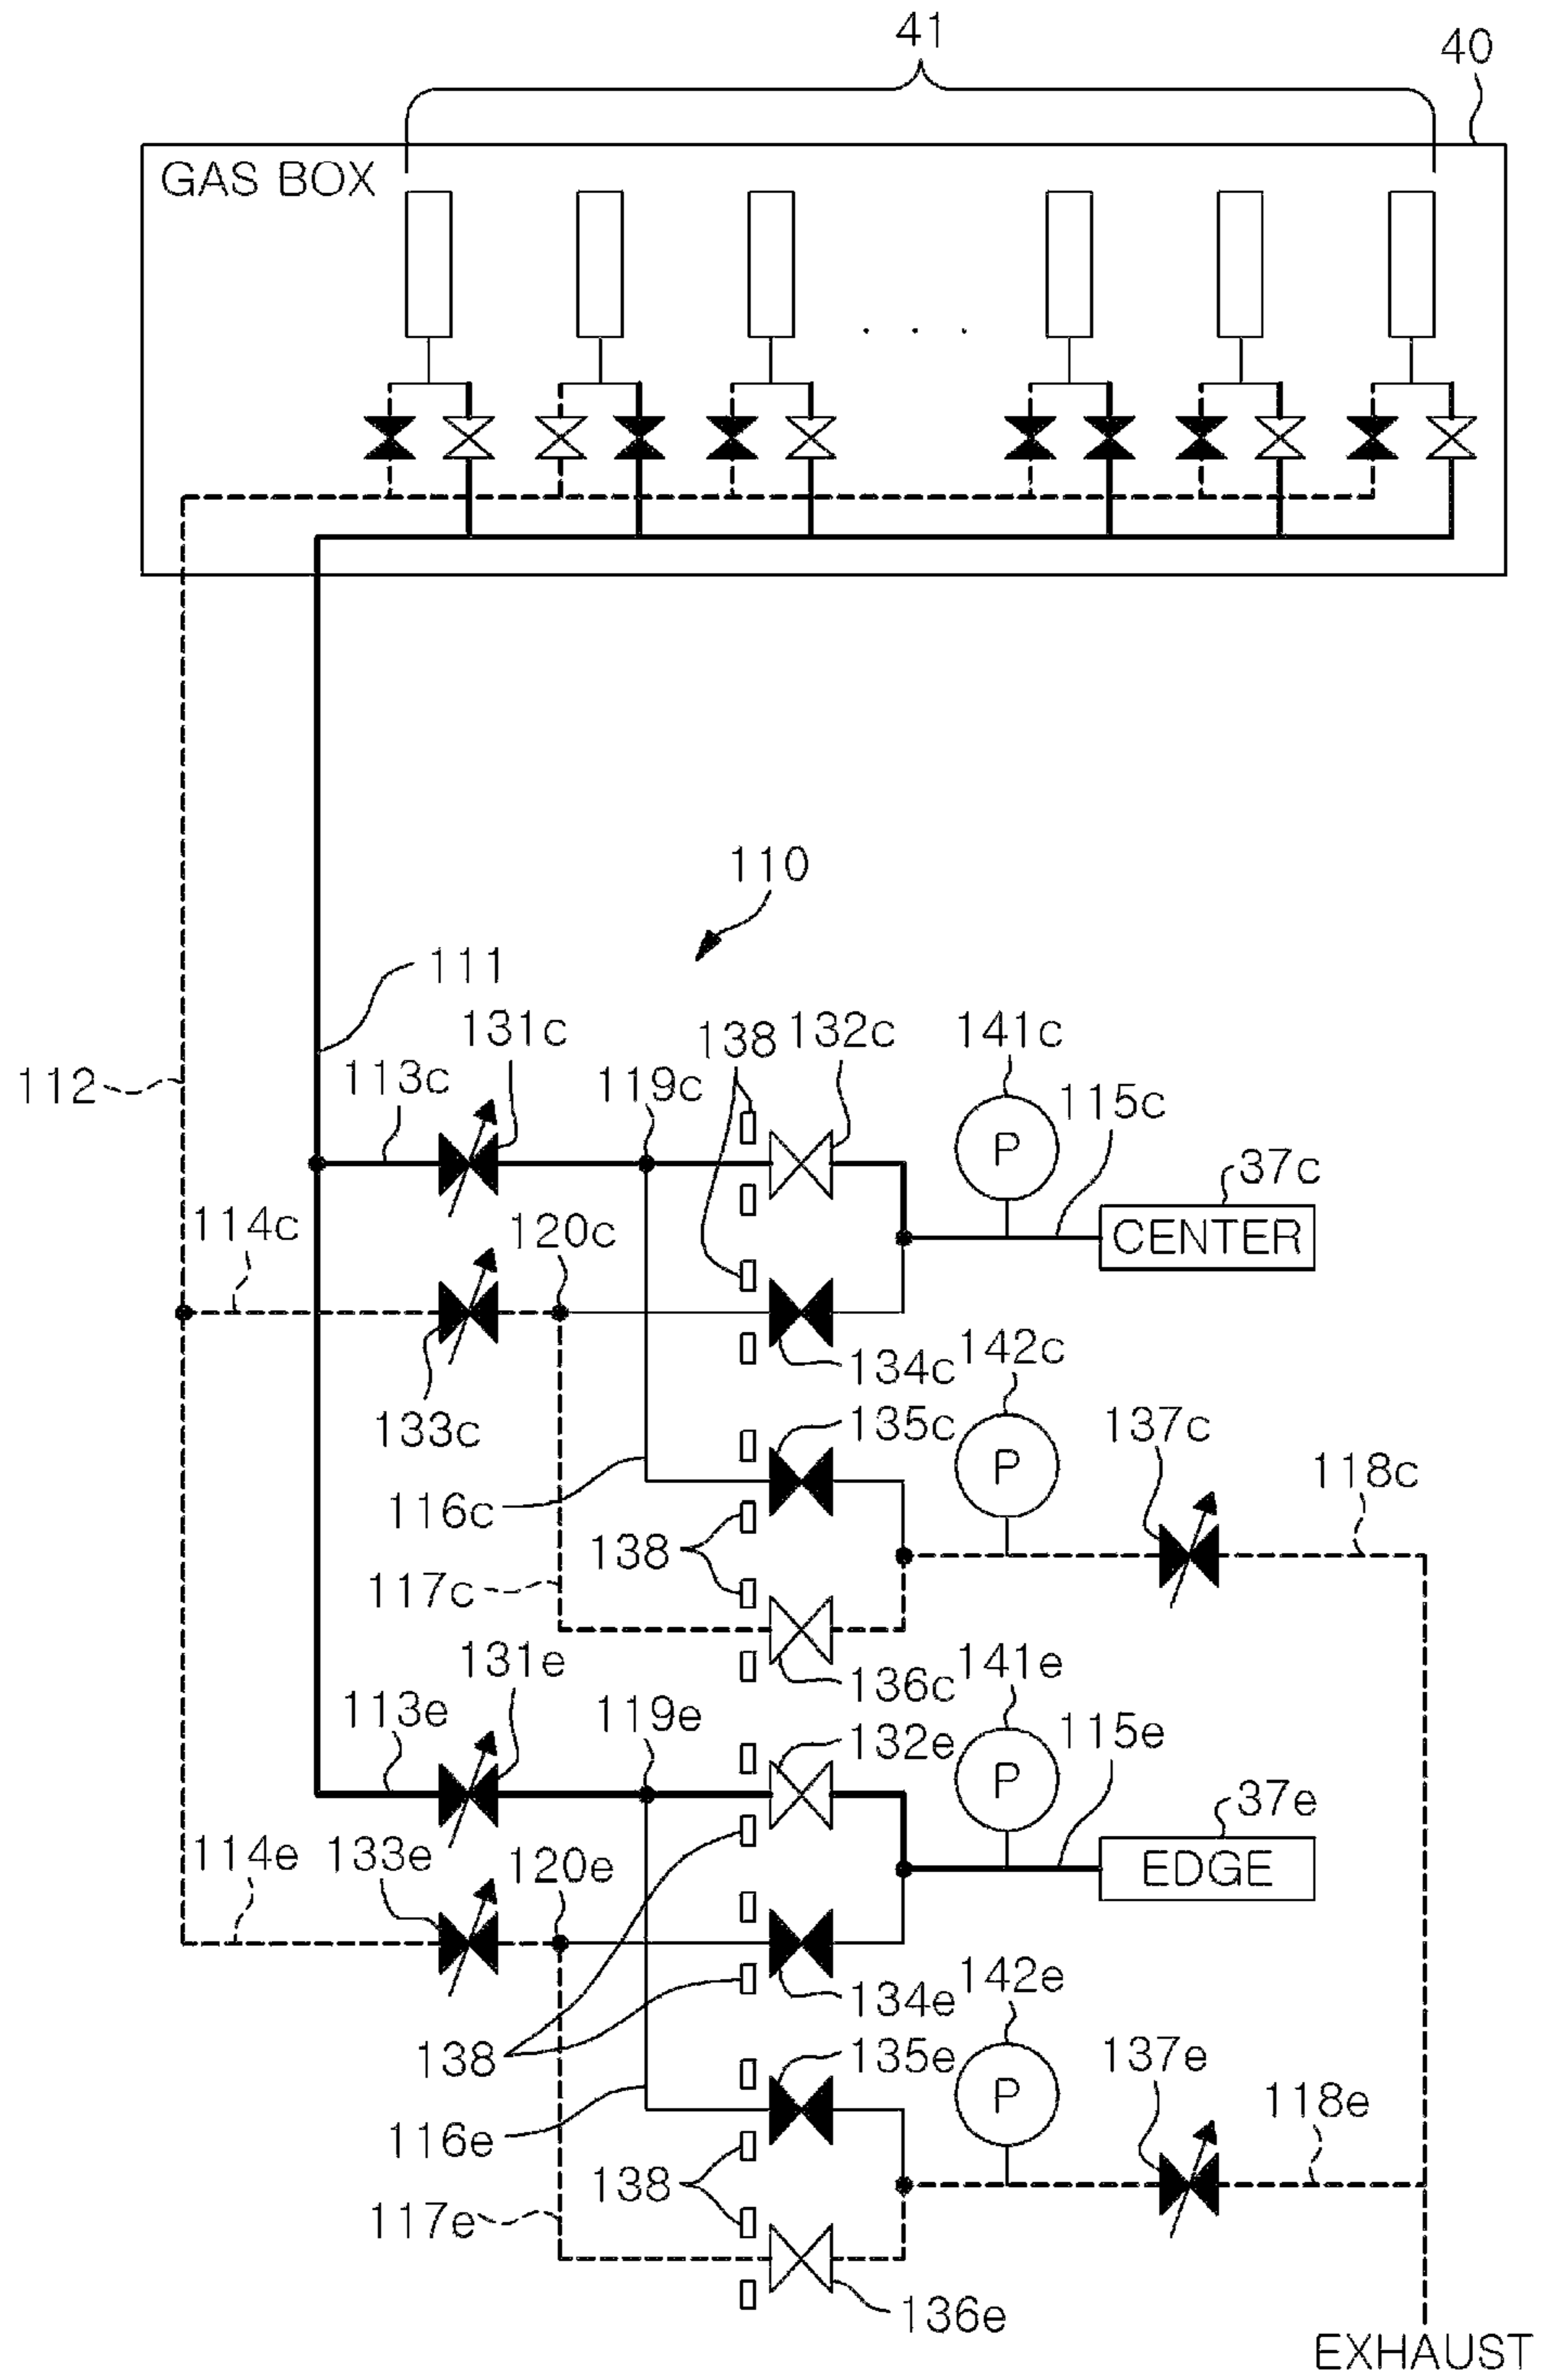 41
40
GAS BOX
. . .
110
111
131c
138
132c
141c
112
113c
119c
115c
P
37c
114c
120c
CENTER
134c
142c
133c
135c
137c
P
118c
116c
138
117c
131e
136c
141e
113e
119e
132e
115e
P
37e
114e
133e
120e
EDGE
142e
134e
138
135e
137e
P
118e
116e
138
117e
136e
EXHAUST